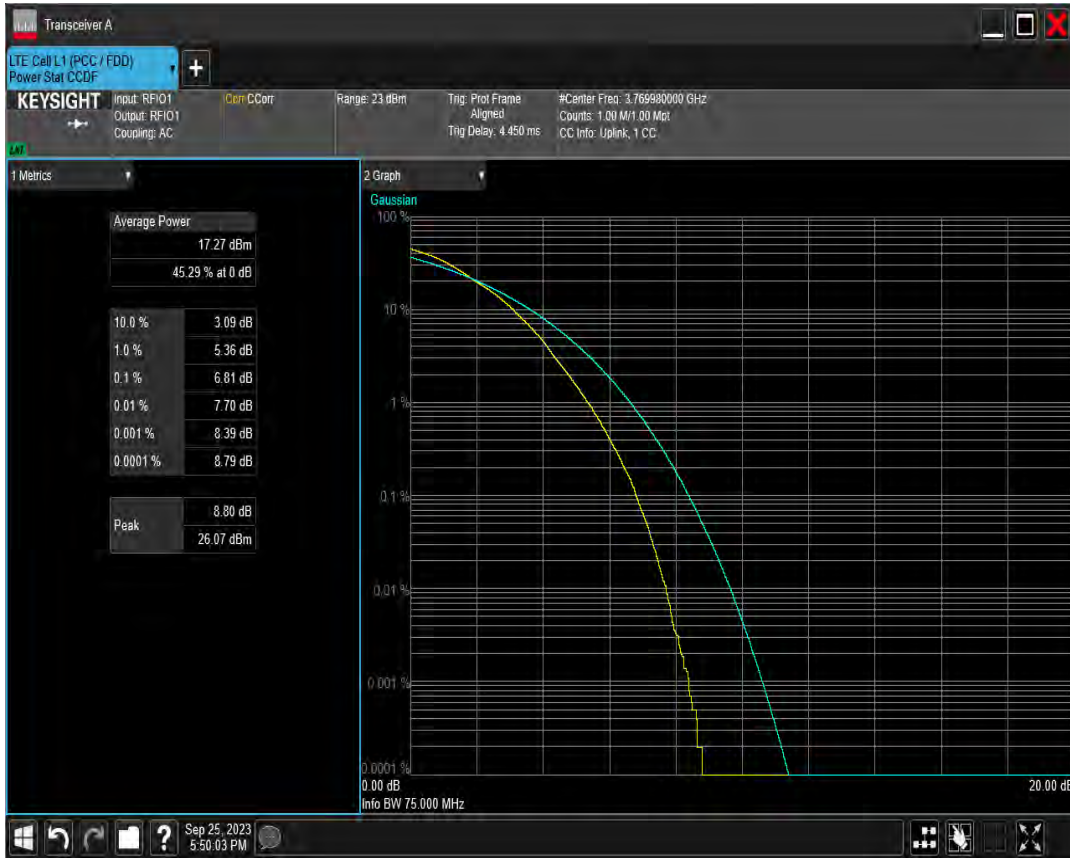 Transceiver A
LTE Cell L1 (PCC / FDD)
Power Stat CCDF
+
KEYSIGHT
Input: RFIO1
Output: RFIO1
Coupling: AC
Corr CCorr
Range: 23 dBm
Trig: Prot Frame
Aligned
Trig Delay: 4.450 ms
#Center Freq: 3.769980000 GHz
Counts: 1.00 M/1.00 Mpt
CC Info: Uplink, 1 CC
1 Metrics
Average Power
17.27 dBm
45.29 % at 0 dB
10.0 % 3.09 dB
1.0 % 5.36 dB
0.1 % 6.81 dB
0.01 % 7.70 dB
0.001 % 8.39 dB
0.0001 % 8.79 dB
Peak
8.80 dB
26.07 dBm
2 Graph
Gaussian
100 %
10 %
1 %
0.1 %
0.01 %
0.001 %
0.0001 %
0.00 dB
20.00 dB
Info BW 75.000 MHz
?
Sep 25, 2023
5:50:03 PM